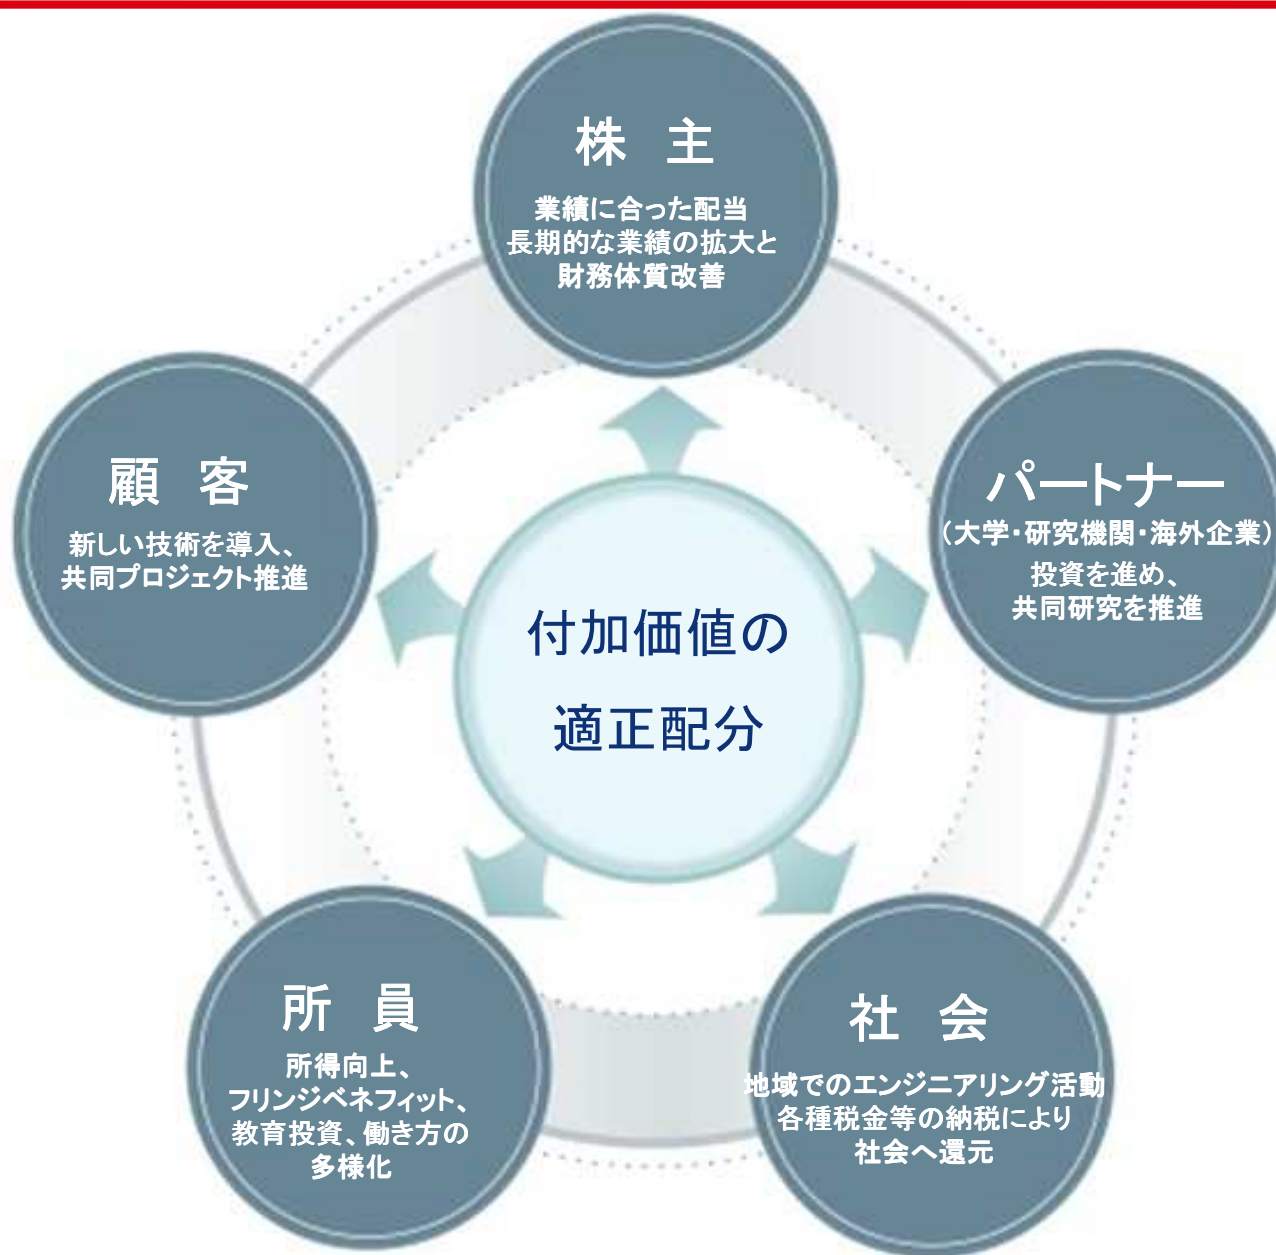 株 主
業績に合った配当
長期的な業績の拡大と
財務体質改善
顧 客
新しい技術を導入、
共同プロジェクト推進
パートナー
(大学・研究機関・海外企業)
投資を進め、
共同研究を推進
付加価値の
適正配分
所 員
所得向上、
フリンジベネフィット、
教育投資、働き方の
多様化
社 会
地域でのエンジニアリング活動
各種税金等の納税により
社会へ還元